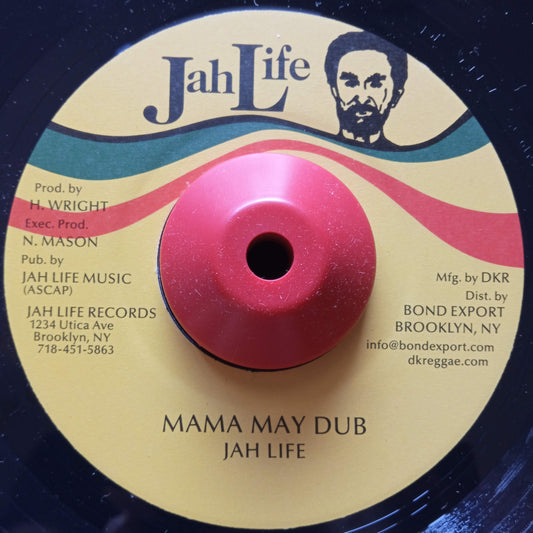 Jah Life
Prod. by
H. WRIGHT
Exec. Prod.
N. MASON
Pub. by
JAH LIFE MUSIC
(ASCAP)
JAH LIFE RECORDS
1234 Utica Ave
Brooklyn, NY
718-451-5863
Mfg. by DKR
Dist. by
BOND EXPORT
BROOKLYN, NY
info@bondexport.com
dkreggae.com
MAMA MAY DUB
JAH LIFE